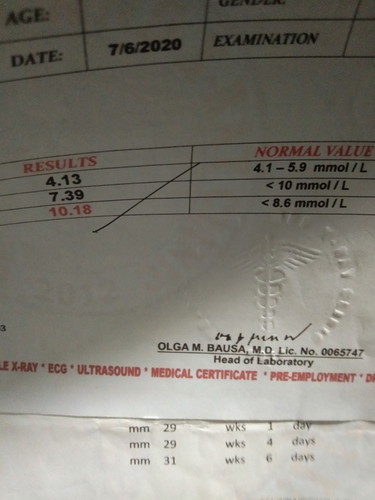 AGE:
GENDER:
DATE:
7/6/2020
EXAMINATION
RESULTS
NORMAL VALUE
4.13
4.1 – 5.9 mmol / L
7.39
< 10 mmol / L
10.18
< 8.6 mmol / L
OLGA M. BAUSA, M.D. Lic. No. 0065747
Head of Laboratory
X-RAY * ECG * ULTRASOUND * MEDICAL CERTIFICATE * PRE-EMPLOYMENT *
mm 29 wks 1 day
mm 29 wks 4 days
mm 31 wks 6 days